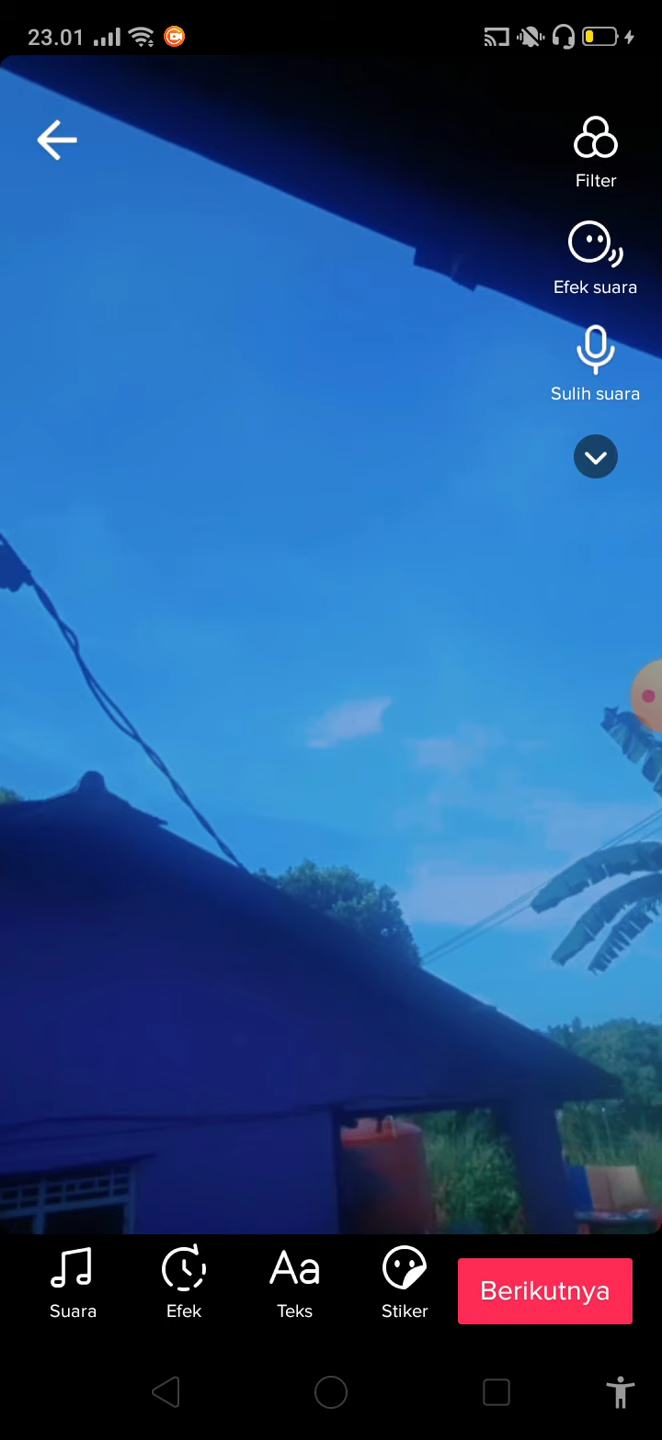 23.01
Filter
Efek suara
Sulih suara
Suara
Efek
Teks
Stiker
Berikutnya